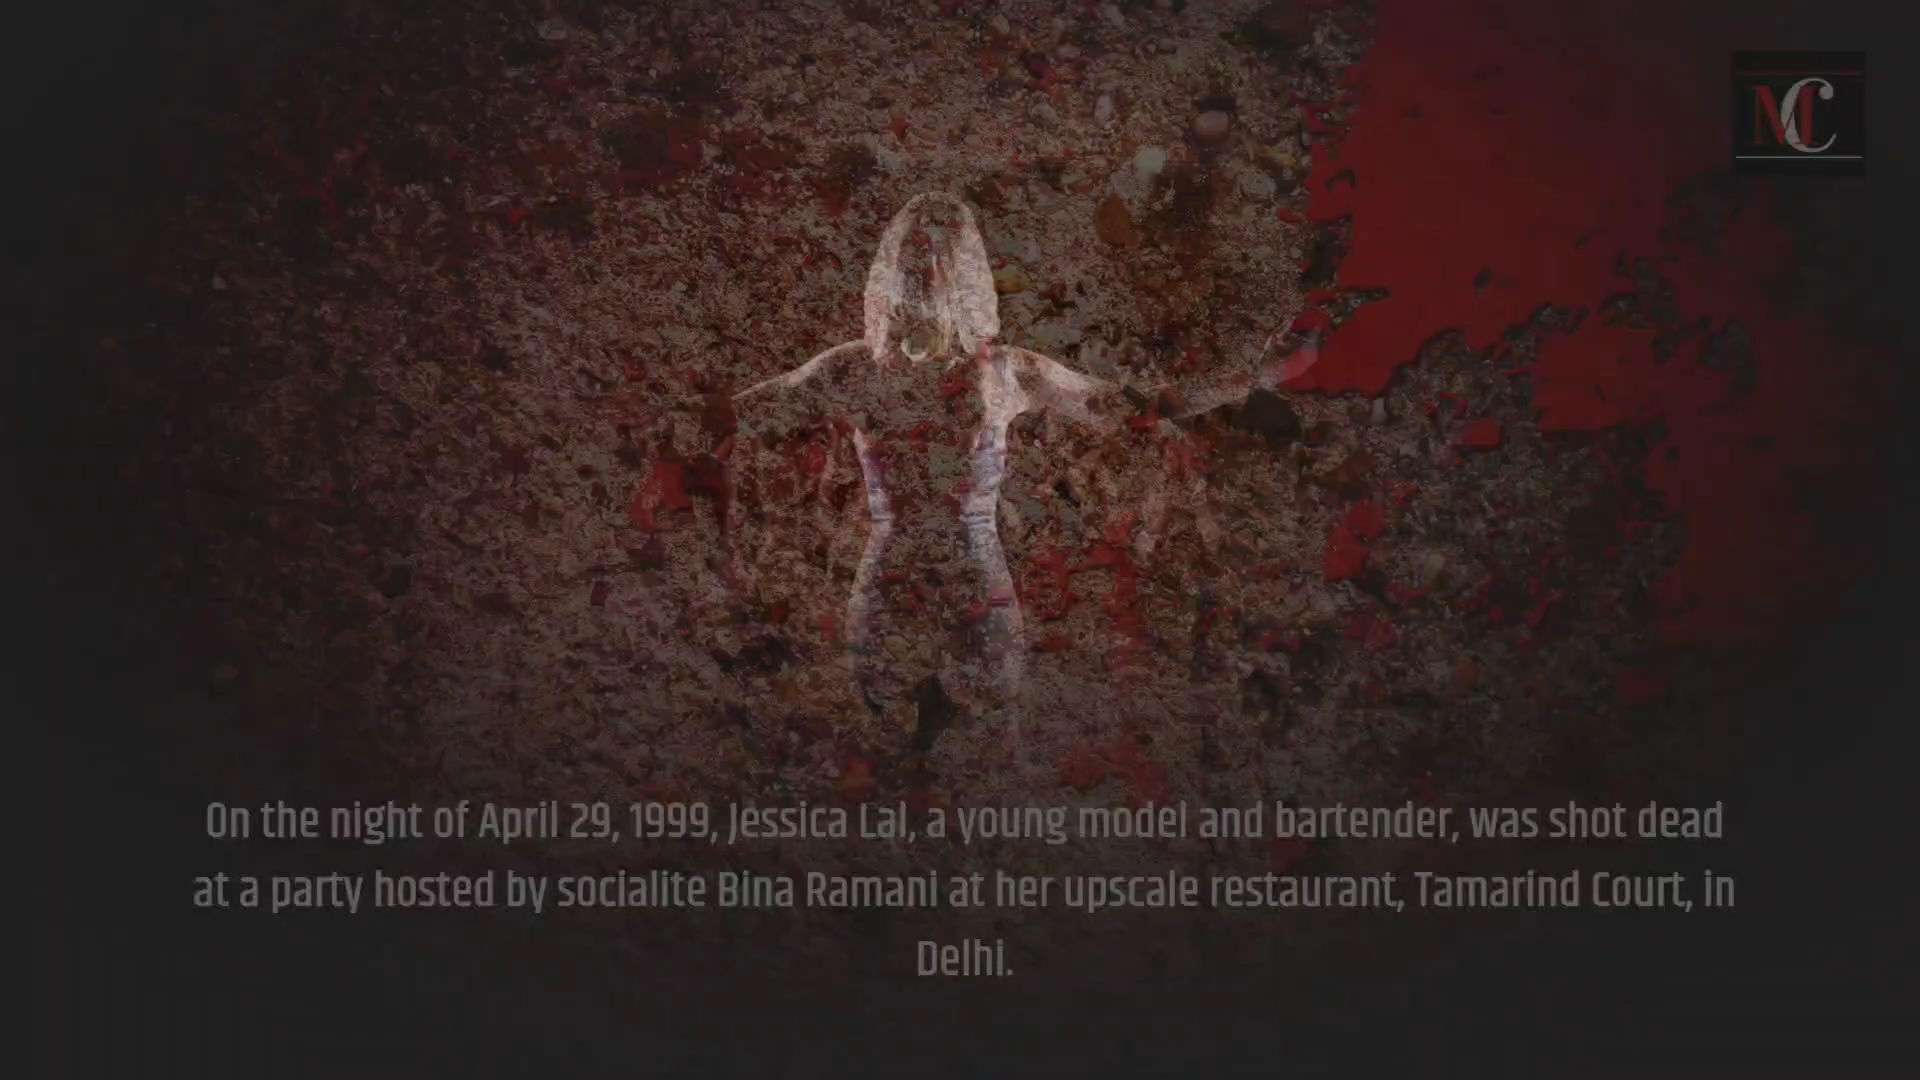 MC
On the night of April 29, 1999, Jessica Lal, a young model and bartender, was shot dead
at a party hosted by socialite Bina Ramani at her upscale restaurant, Tamarind Court, in
Delhi.